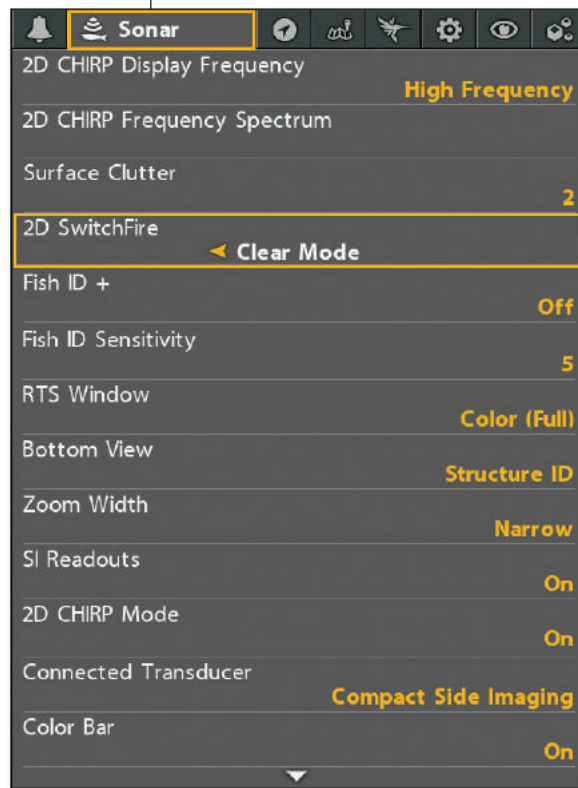 Sonar
2D CHIRP Display Frequency
High Frequency
2D CHIRP Frequency Spectrum
Surface Clutter
2
2D SwitchFire
Clear Mode
Fish ID +
Off
Fish ID Sensitivity
5
RTS Window
Color (Full)
Bottom View
Structure ID
Zoom Width
Narrow
SI Readouts
On
2D CHIRP Mode
On
Connected Transducer
Compact Side Imaging
Color Bar
On